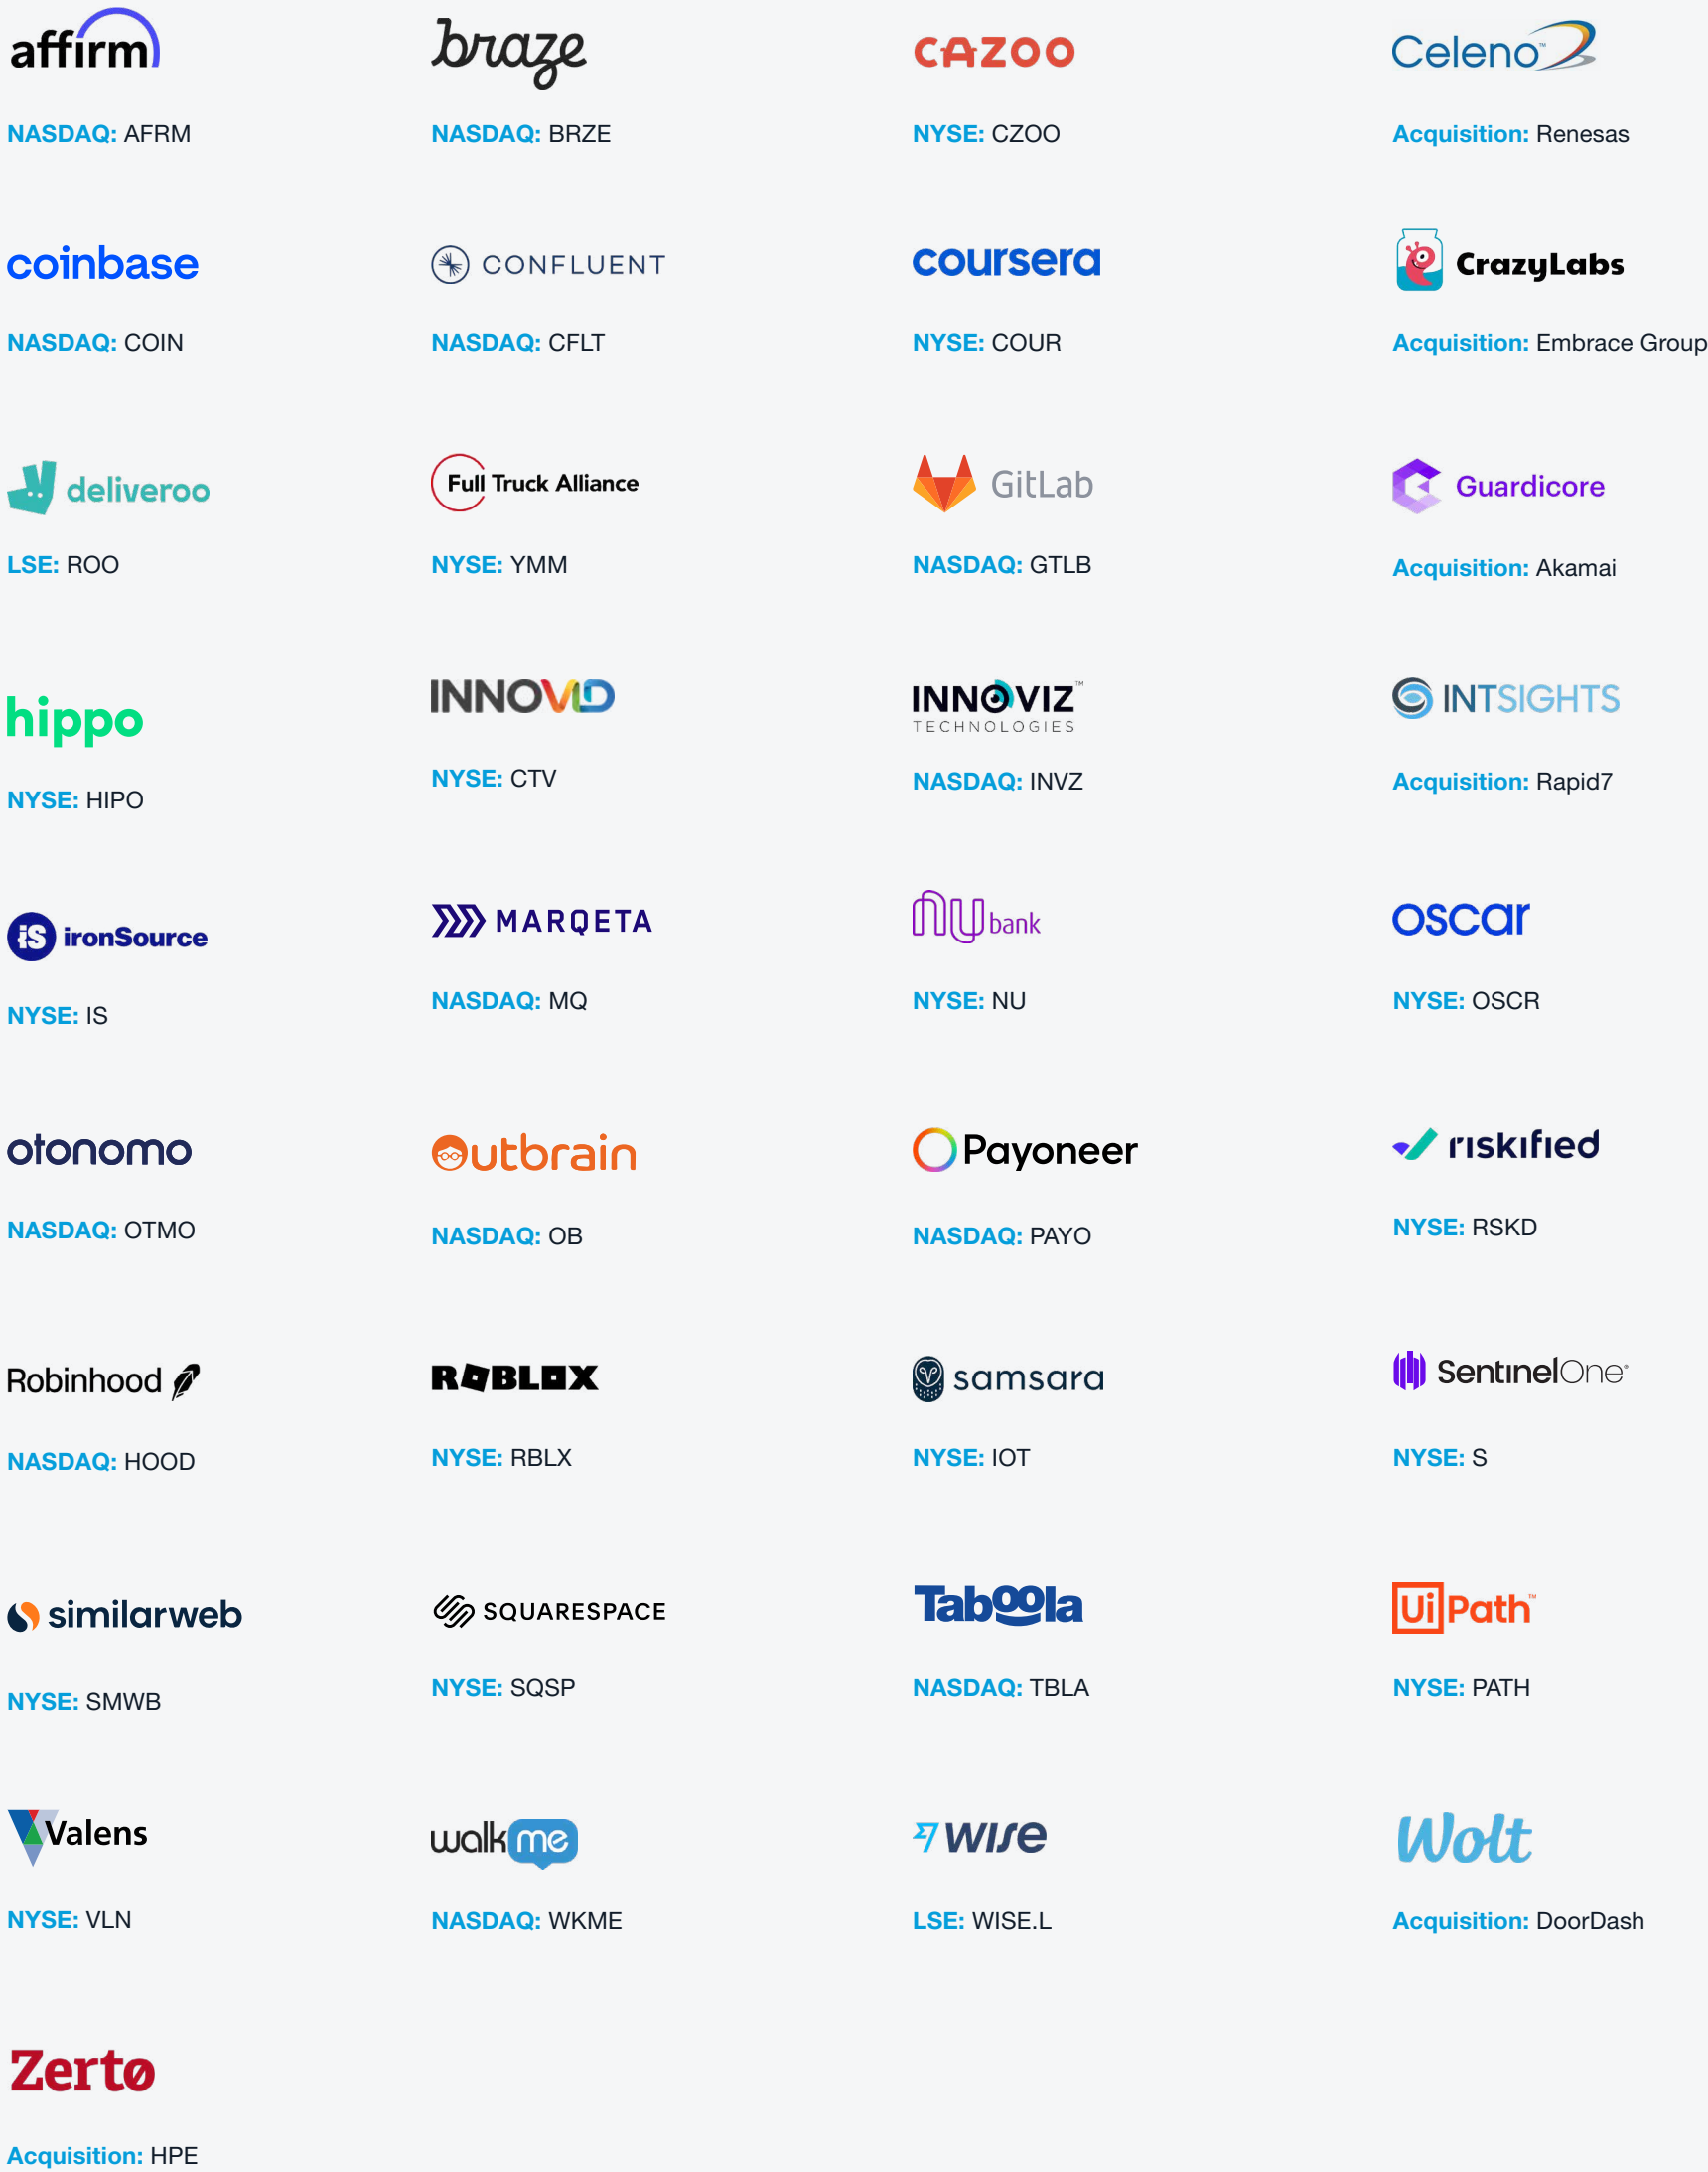 affirm
NASDAQ: AFRM
braze
NASDAQ: BRZE
CAZOO
NYSE: CZOO
Celeno™
Acquisition: Renesas
coinbase
NASDAQ: COIN
CONFLUENT
NASDAQ: CFLT
coursera
NYSE: COUR
CrazyLabs
Acquisition: Embrace Group
deliveroo
LSE: ROO
Full Truck Alliance
NYSE: YMM
GitLab
NASDAQ: GTLB
Guardicore
Acquisition: Akamai
hippo
NYSE: HIPO
INNOVID
NYSE: CTV
INNOVIZ™
TECHNOLOGIES
NASDAQ: INVZ
INTSIGHTS
Acquisition: Rapid7
iS ironSource
NYSE: IS
MARQETA
NASDAQ: MQ
nu bank
NYSE: NU
oscar
NYSE: OSCR
otonomo
NASDAQ: OTMO
Outbrain
NASDAQ: OB
Payoneer
NASDAQ: PAYO
riskified
NYSE: RSKD
Robinhood
NASDAQ: HOOD
ROBLOX
NYSE: RBLX
samsara
NYSE: IOT
SentinelOne®
NYSE: S
similarweb
NYSE: SMWB
SQUARESPACE
NYSE: SQSP
Taboola
NASDAQ: TBLA
UiPath™
NYSE: PATH
Valens
NYSE: VLN
walkme
NASDAQ: WKME
WISE
LSE: WISE.L
Wolt
Acquisition: DoorDash
Zerto
Acquisition: HPE